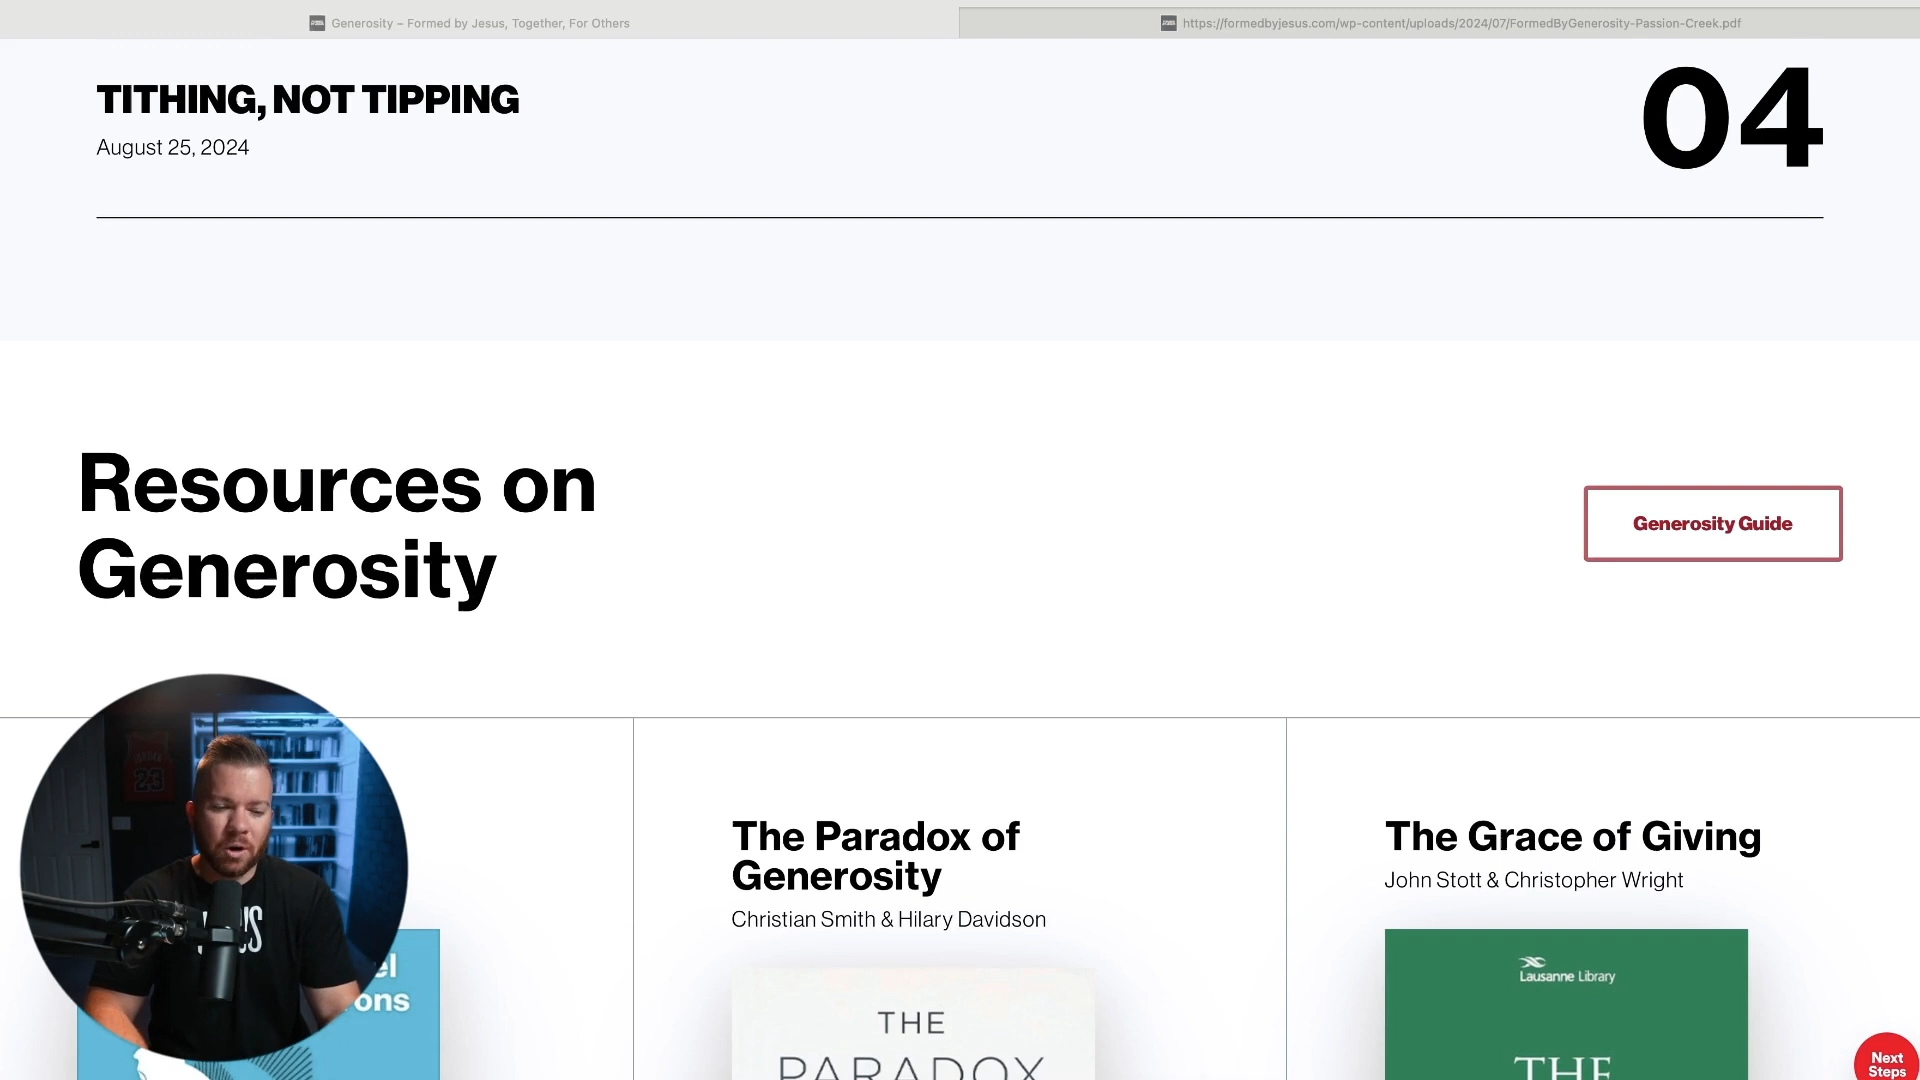 Generosity – Formed by Jesus, Together, For Others
https://formedbyjesus.com/wp-content/uploads/2024/07/FormedByGenerosity-Passion-Creek.pdf
TITHING, NOT TIPPING
August 25, 2024
04
Resources on
Generosity
Generosity Guide
JORDAN
23
The Paradox of
Generosity
Christian Smith & Hilary Davidson
The Grace of Giving
John Stott & Christopher Wright
ons
THE
PARADOX
Lausanne Library
THE
Next
Steps